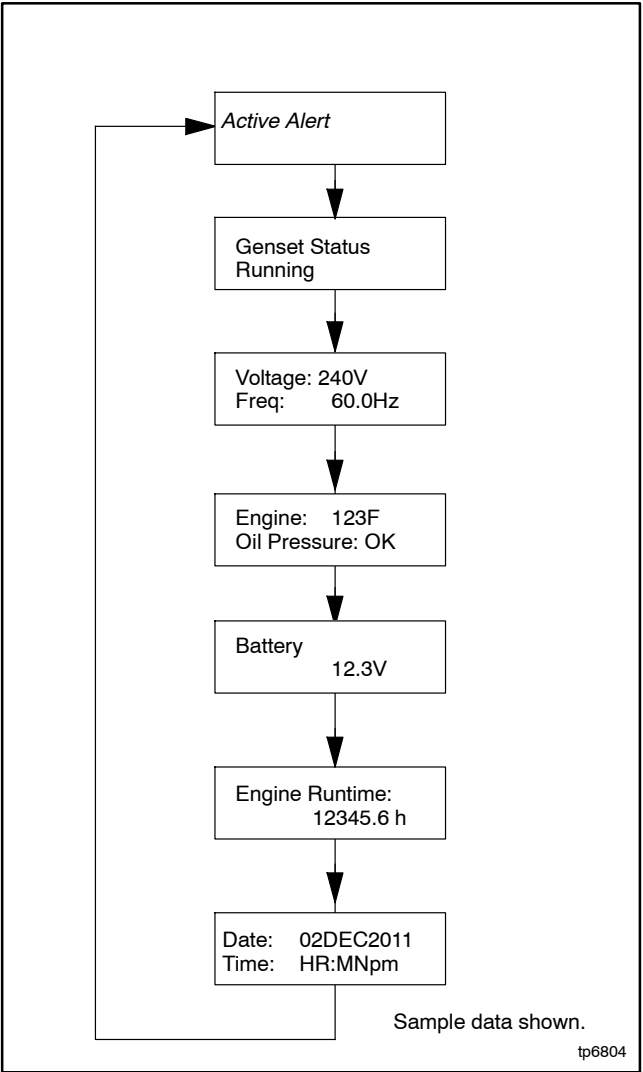 Active Alert
Genset Status
Running
Voltage: 240V
Freq: 60.0Hz
Engine: 123F
Oil Pressure: OK
Battery
12.3V
Engine Runtime:
12345.6 h
Date: 02DEC2011
Time: HR:MNpm
Sample data shown.
tp6804